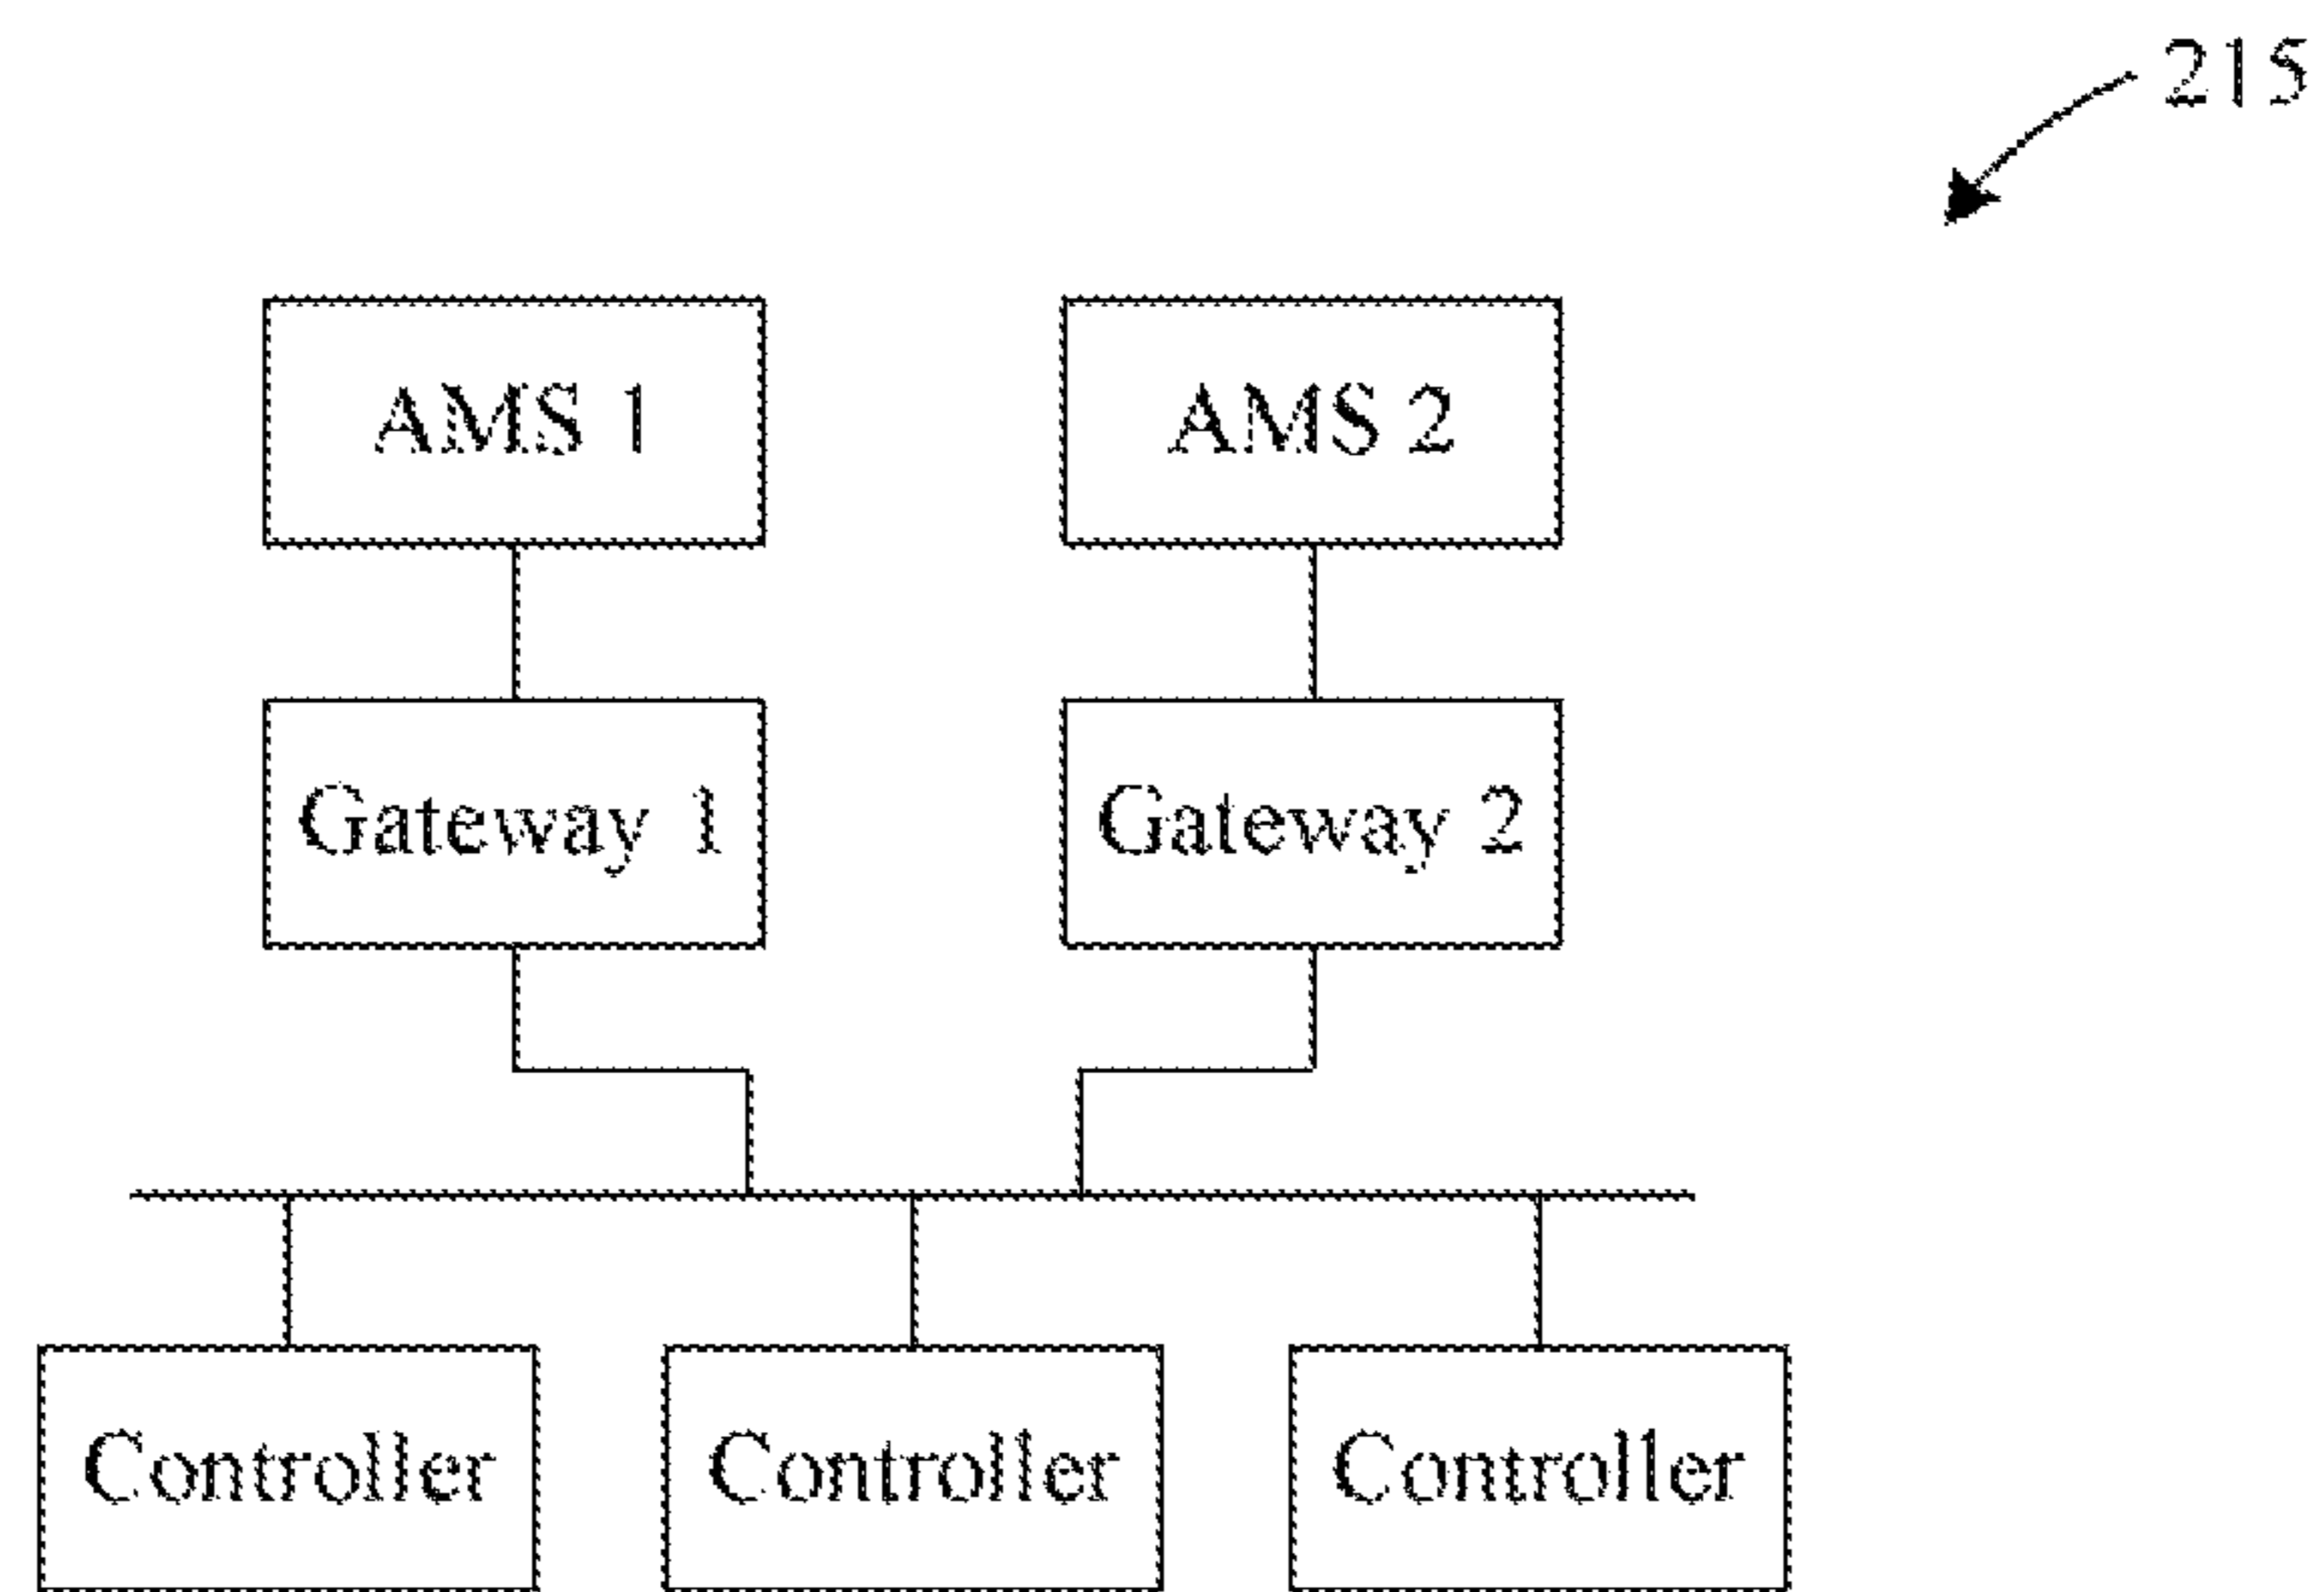 215
AMS 1
AMS 2
Gateway 1
Gateway 2
Controller
Controller
Controller